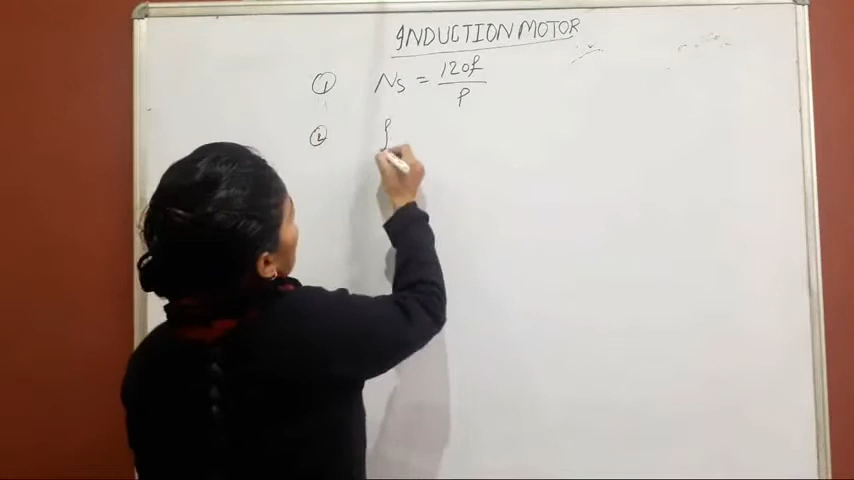 INDUCTION MOTOR
① Ns = 120f / P
② f